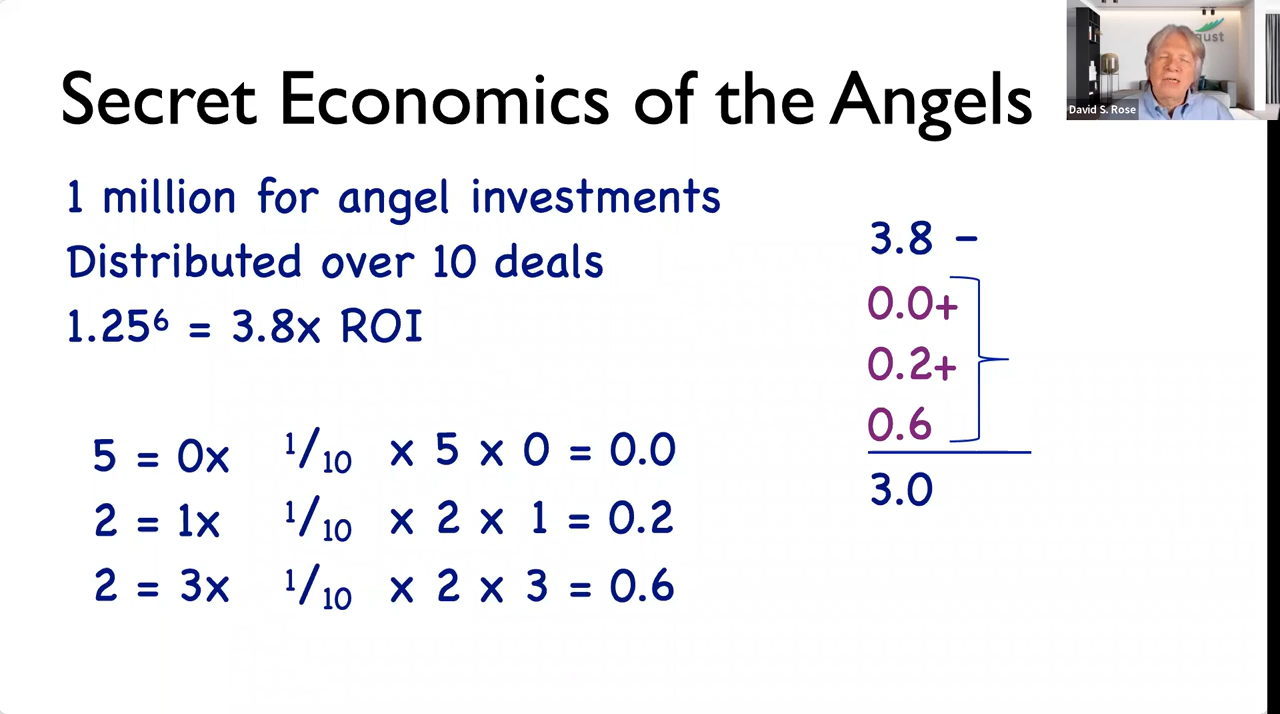 Secret Economics of the Angels
gust
David S. Rose
1 million for angel investments
Distributed over 10 deals
1.25⁶ = 3.8x ROI
3.8 -
0.0+
0.2+
0.6
3.0
5 = 0x 1/10 x 5 x 0 = 0.0
2 = 1x 1/10 x 2 x 1 = 0.2
2 = 3x 1/10 x 2 x 3 = 0.6